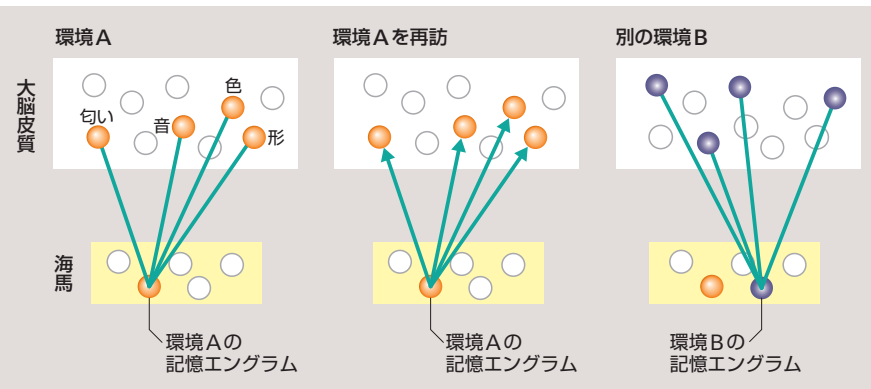 環境A
環境Aを再訪
別の環境B
大脳皮質
匂い
音
色
形
海馬
環境Aの
記憶エングラム
環境Aの
記憶エングラム
環境Bの
記憶エングラム